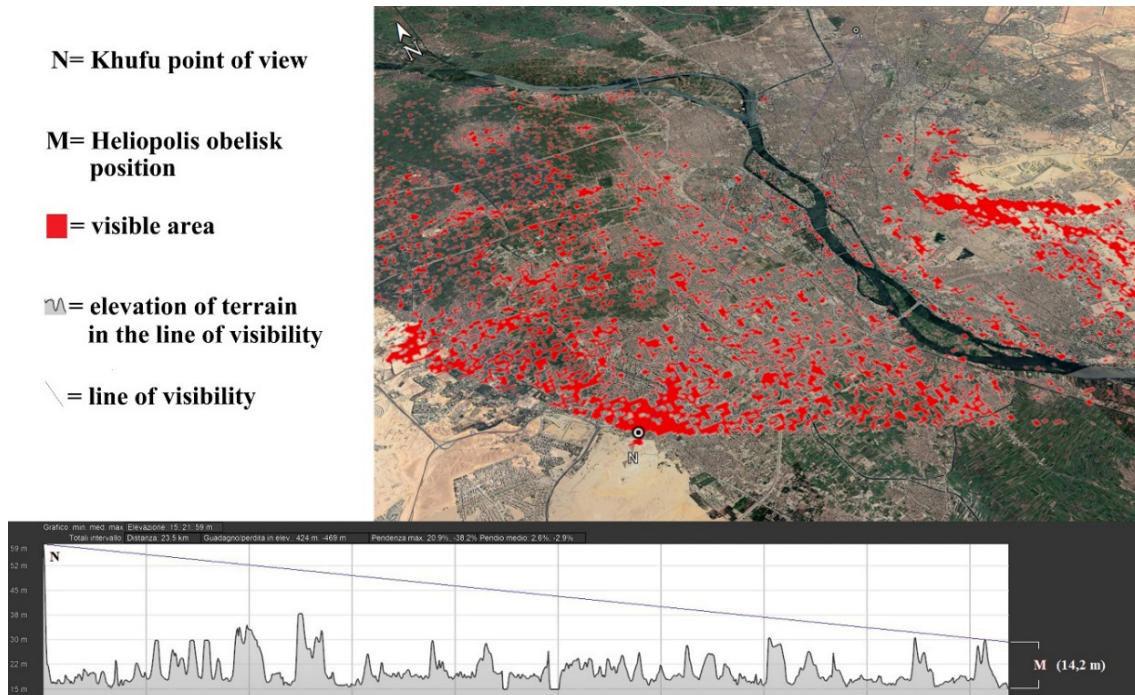 N= Khufu point of view
M= Heliopolis obelisk
position
= visible area
= elevation of terrain
in the line of visibility
= line of visibility
N
N
Grafico: min. med. max Elevazione: 15, 21, 59 m
Totali intervallo Distanza: 23.5 km Guadagno/perdita in elev.: 424 m, -469 m Pendenza max. 20.9%, -38.2% Pendio medio: 2.6%, -2.9%
59 m
N
52 m
45 m
38 m
30 m
22 m
15 m
M (14,2 m)